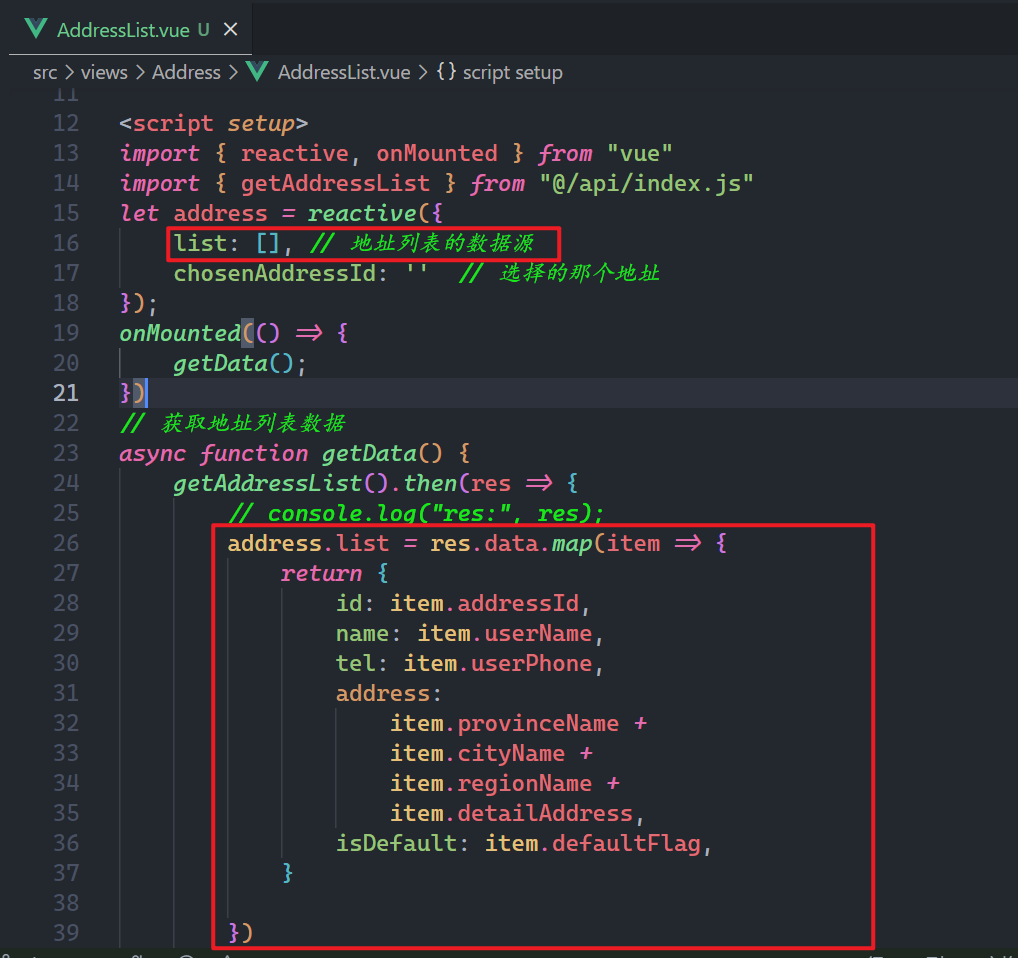 AddressList.vue U ×
src > views > Address > AddressList.vue > {} script setup
11
12 <script setup>
13 import { reactive, onMounted } from "vue"
14 import { getAddressList } from "@/api/index.js"
15 let address = reactive({
16 list: [], // 地址列表的数据源
17 chosenAddressId: '' // 选择的那个地址
18 });
19 onMounted(() => {
20 getData();
21 })
22 // 获取地址列表数据
23 async function getData() {
24 getAddressList().then(res => {
25 // console.log("res:", res);
26 address.list = res.data.map(item => {
27 return {
28 id: item.addressId,
29 name: item.userName,
30 tel: item.userPhone,
31 address:
32 item.provinceName +
33 item.cityName +
34 item.regionName +
35 item.detailAddress,
36 isDefault: item.defaultFlag,
37 }
38
39 })